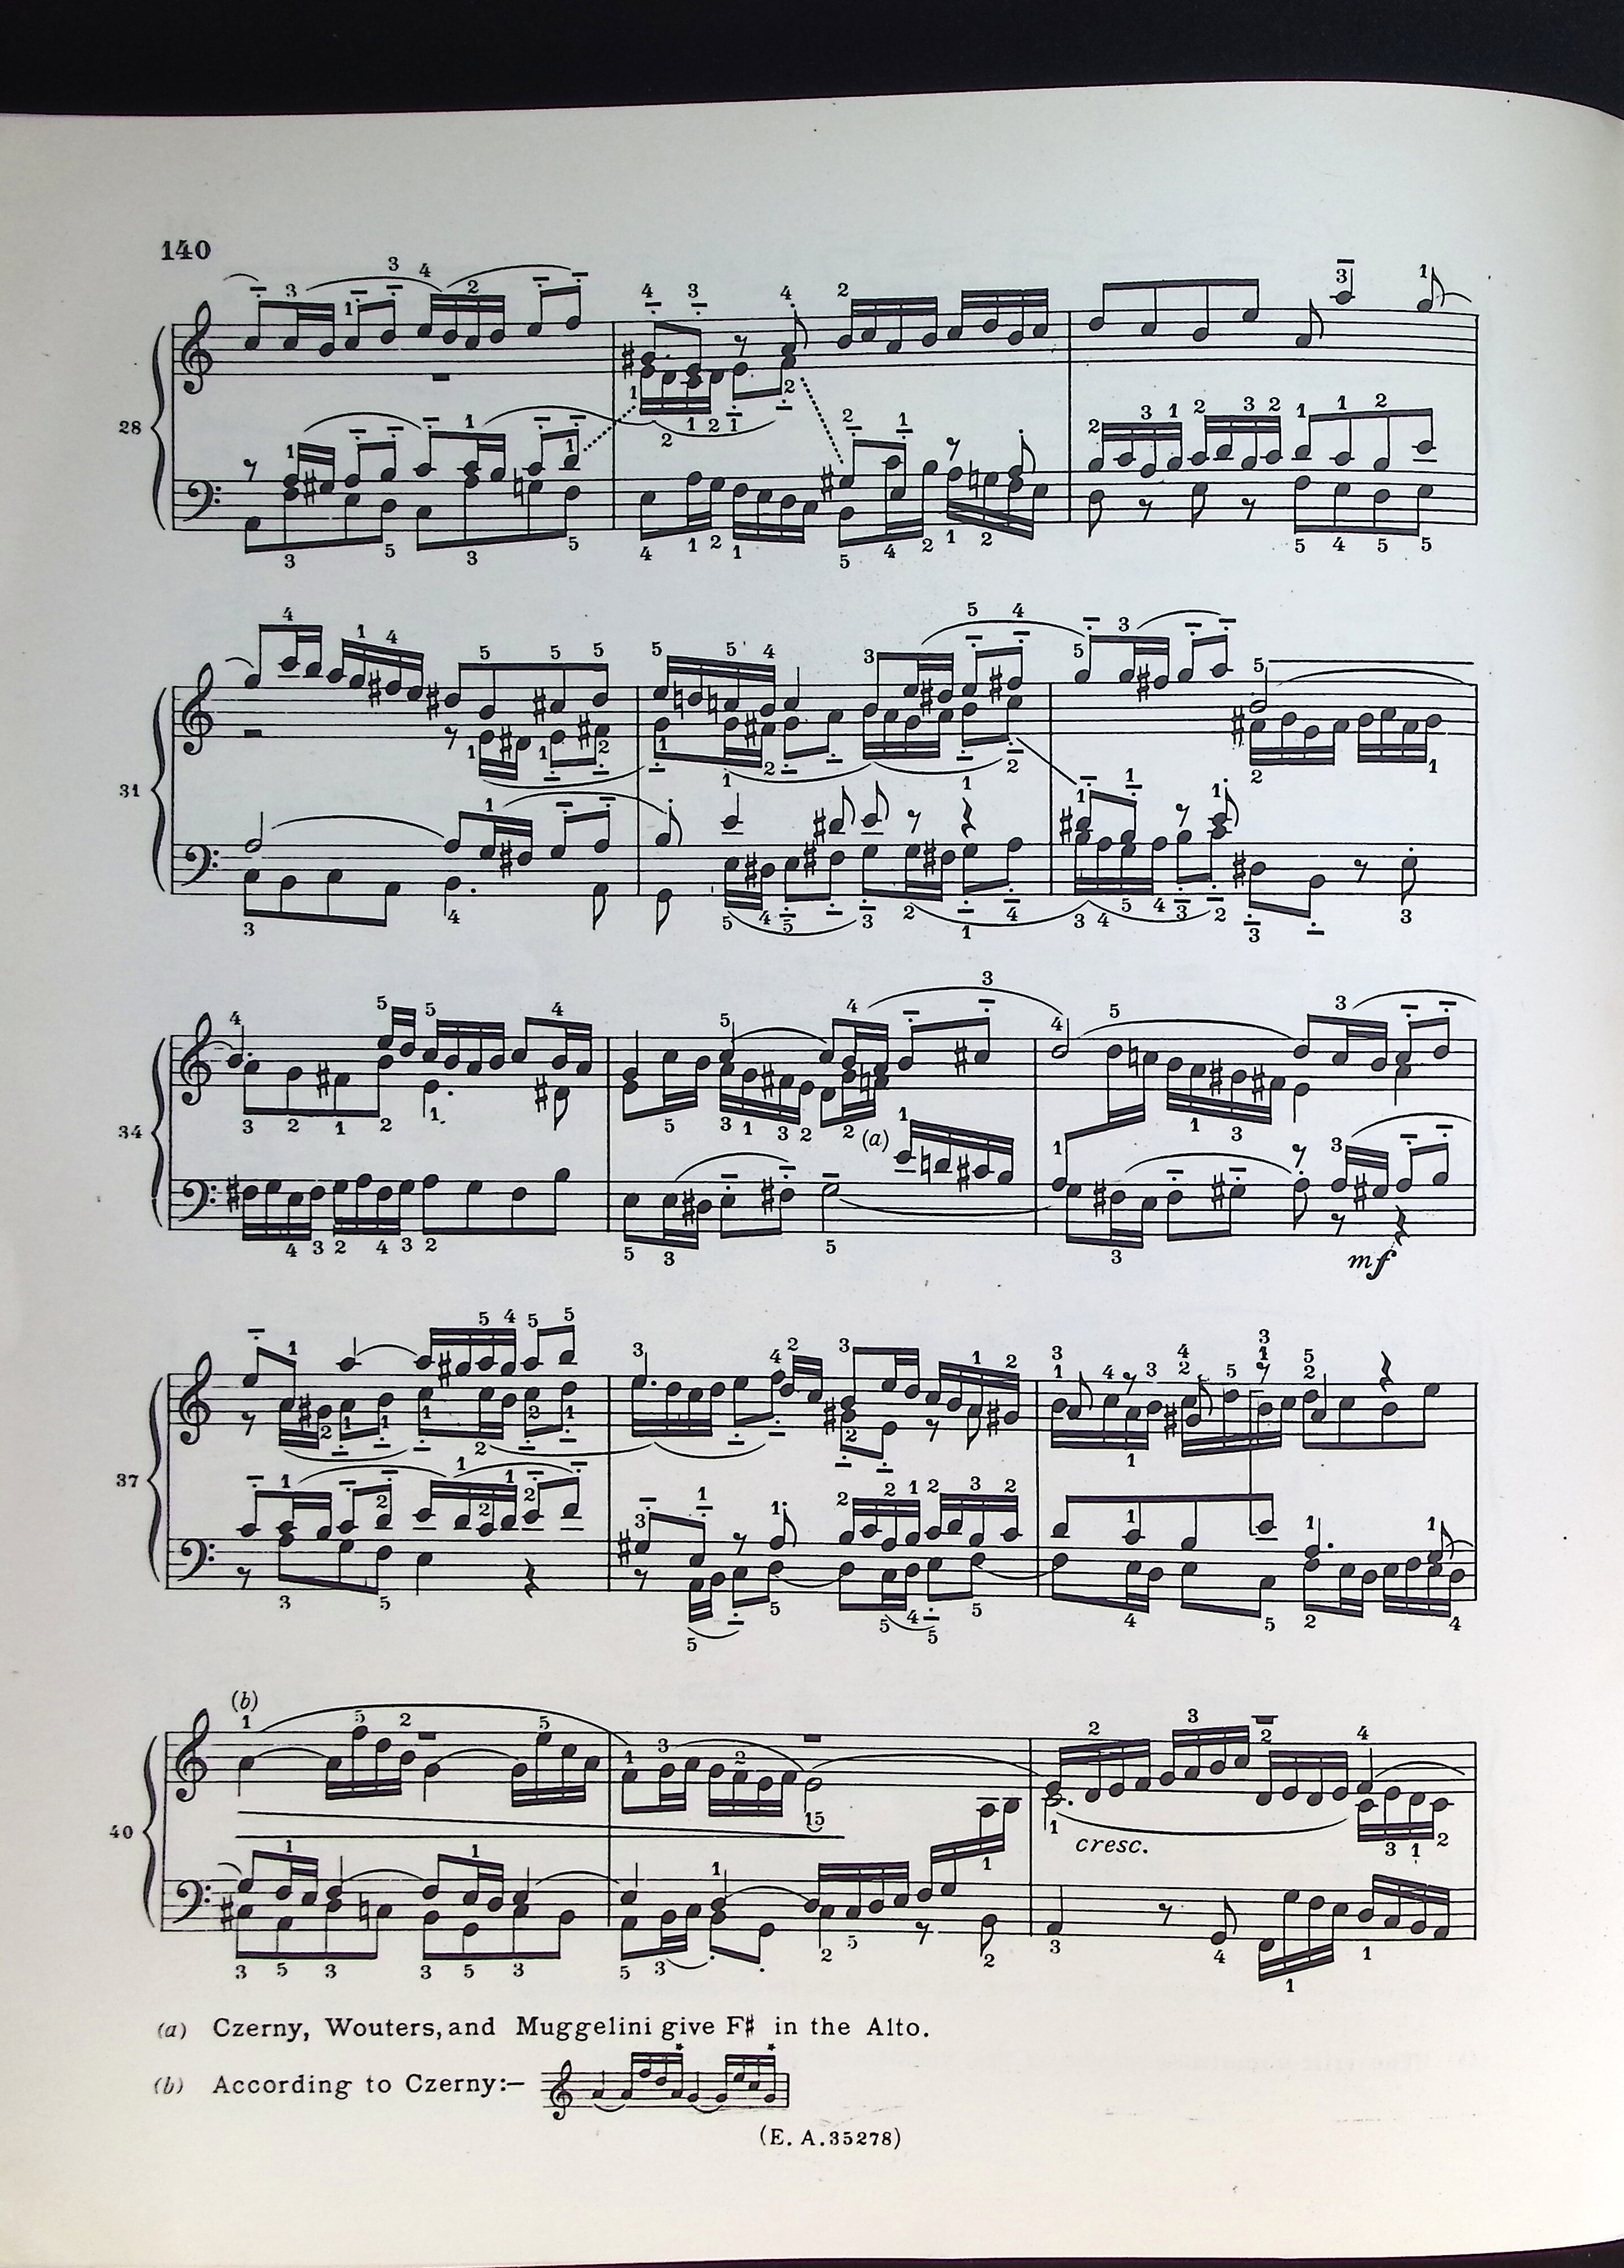 140
28
31
34
(a)
mf
37
(b)
40
cresc.
(a) Czerny, Wouters, and Muggelini give F♯ in the Alto.
(b) According to Czerny:–
(E. A. 35278)